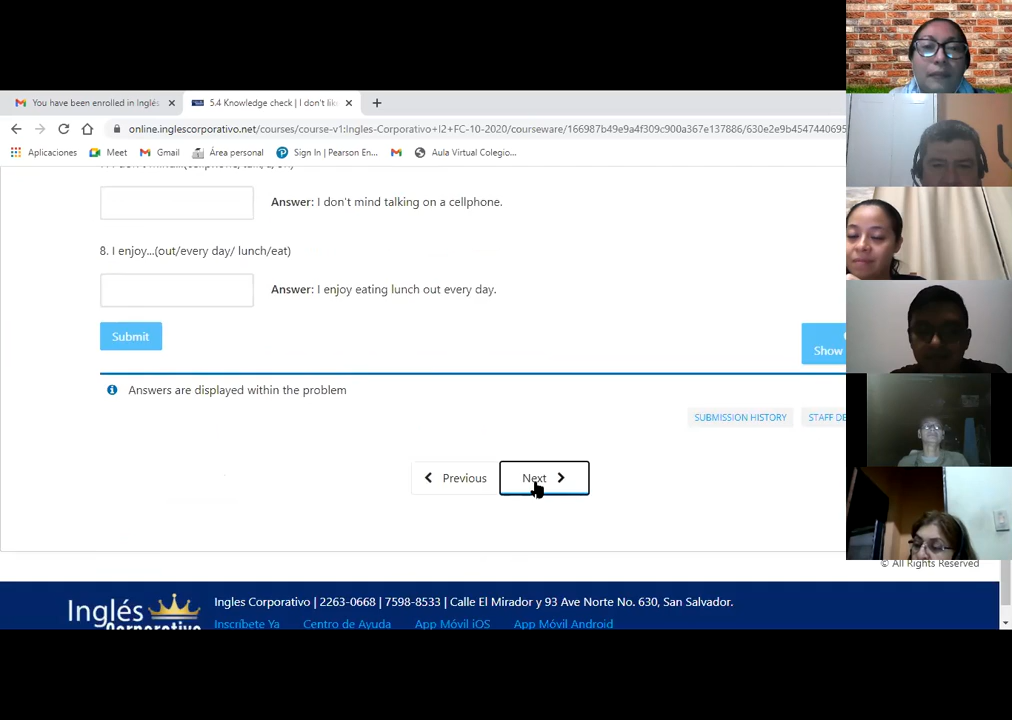 You have been enrolled in Inglés
5.4 Knowledge check | I don't lik
online.inglescorporativo.net/courses/course-v1:Ingles-Corporativo+I2+FC-10-2020/courseware/166987b49e9a4f309c900a367e137886/630e2e9b4547440695
Aplicaciones Meet Gmail Área personal Sign In | Pearson En... Aula Virtual Colegio...
Answer: I don't mind talking on a cellphone.
8. I enjoy...(out/every day/ lunch/eat)
Answer: I enjoy eating lunch out every day.
Submit
Show
Answers are displayed within the problem
SUBMISSION HISTORY STAFF DE
Previous Next
© All Rights Reserved
Inglés
Corporativo
Ingles Corporativo | 2263-0668 | 7598-8533 | Calle El Mirador y 93 Ave Norte No. 630, San Salvador.
Inscríbete Ya Centro de Ayuda App Móvil iOS App Móvil Android